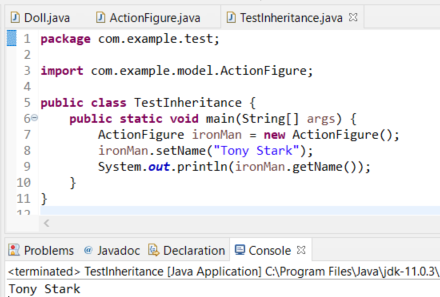 Doll.java ActionFigure.java TestInheritance.java
1 package com.example.test;
2
3 import com.example.model.ActionFigure;
4
5 public class TestInheritance {
6 public static void main(String[] args) {
7 ActionFigure ironMan = new ActionFigure();
8 ironMan.setName("Tony Stark");
9 System.out.println(ironMan.getName());
10 }
11 }
12
Problems @ Javadoc Declaration Console
<terminated> TestInheritance [Java Application] C:\Program Files\Java\jdk-11.0.3\
Tony Stark